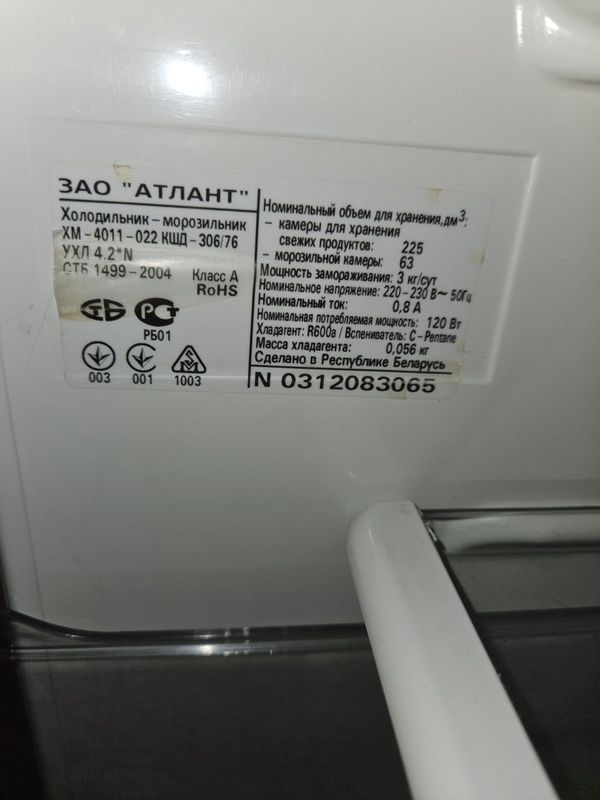 ЗАО "АТЛАНТ"
Холодильник - морозильник
ХМ - 4011 - 022 КШД - 306/76
УХЛ 4.2*N
СТБ 1499 - 2004 Класс А
RoHS
СТБ РСТ
РБ01
003 001 1003
Номинальный объем для хранения, дм³:
- камеры для хранения
свежих продуктов: 225
- морозильной камеры: 63
Мощность замораживания: 3 кг/сут
Номинальное напряжение: 220 - 230 В~ 50Гц
Номинальный ток: 0,8 А
Номинальная потребляемая мощность: 120 Вт
Хладагент: R600a / Вспениватель: C - Pentane
Масса хладагента: 0,056 кг
Сделано в Республике Беларусь
N 0312083065